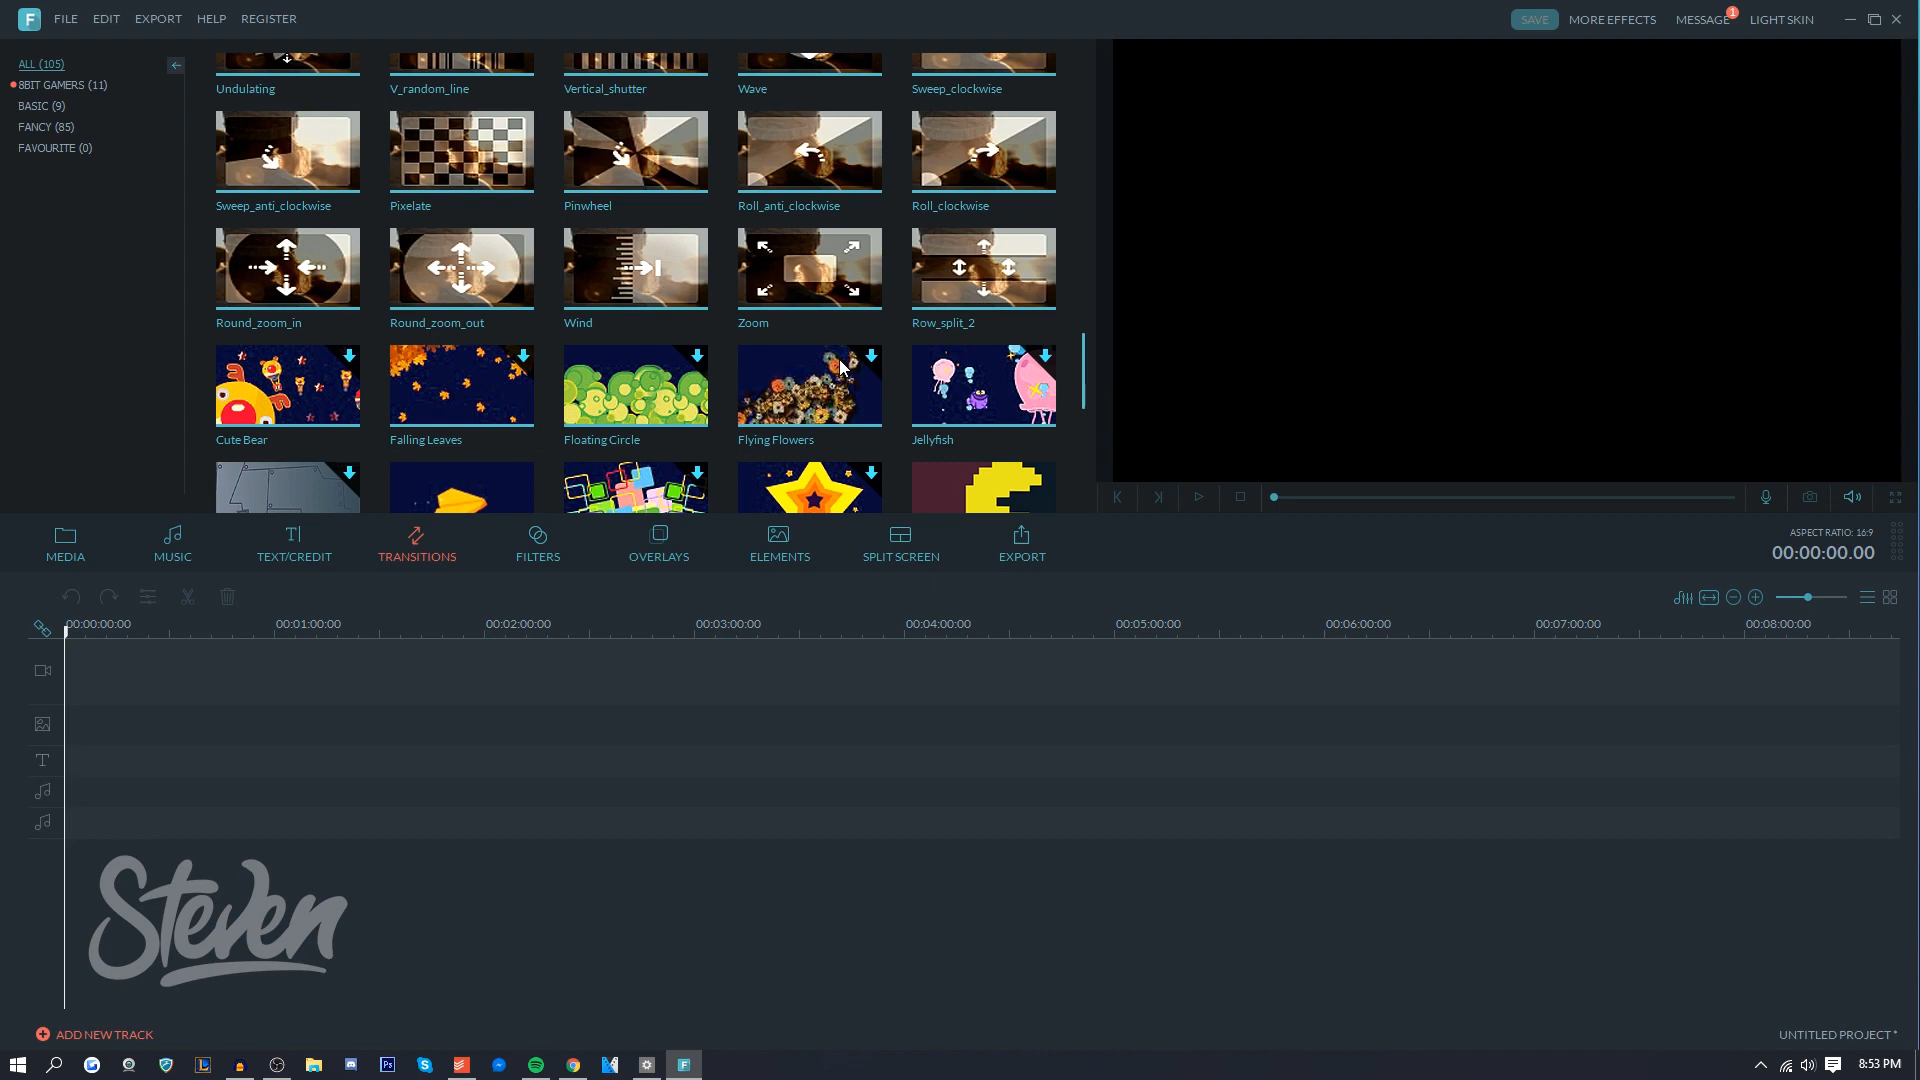 F FILE EDIT EXPORT HELP REGISTER SAVE MORE EFFECTS MESSAGE 1 LIGHT SKIN
ALL (105)
8BIT GAMERS (11)
BASIC (9)
FANCY (85)
FAVOURITE (0)
Undulating V_random_line Vertical_shutter Wave Sweep_clockwise
Sweep_anti_clockwise Pixelate Pinwheel Roll_anti_clockwise Roll_clockwise
Round_zoom_in Round_zoom_out Wind Zoom Row_split_2
Cute Bear Falling Leaves Floating Circle Flying Flowers Jellyfish
MEDIA MUSIC TEXT/CREDIT TRANSITIONS FILTERS OVERLAYS ELEMENTS SPLIT SCREEN EXPORT
ASPECT RATIO: 16:9
00:00:00.00
00:00:00:00 00:01:00:00 00:02:00:00 00:03:00:00 00:04:00:00 00:05:00:00 00:06:00:00 00:07:00:00 00:08:00:00
Steven
ADD NEW TRACK UNTITLED PROJECT *
Ps 8:53 PM